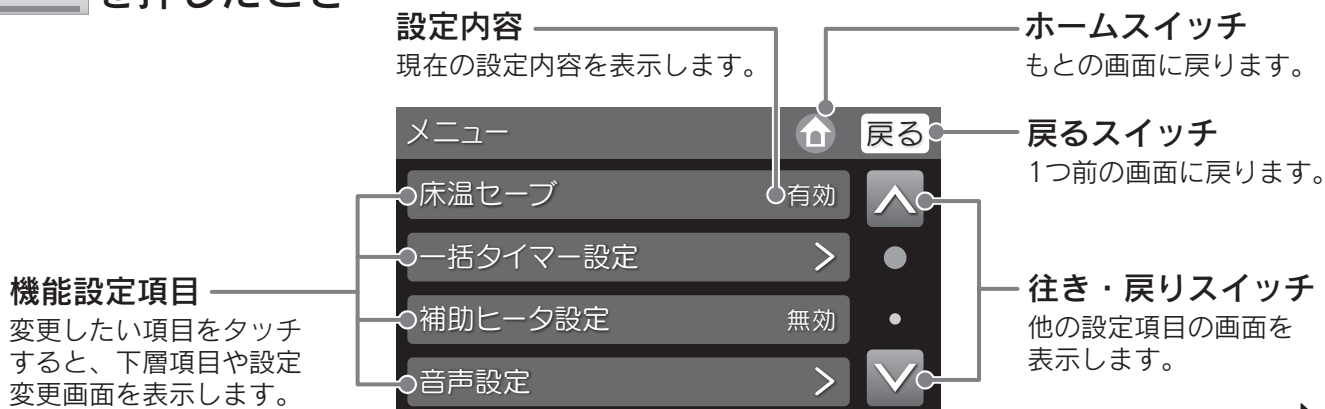 を押したとき
設定内容
現在の設定内容を表示します。
ホームスイッチ
もとの画面に戻ります。
メニュー
戻る
戻るスイッチ
1つ前の画面に戻ります。
床温セーブ 有効
一括タイマー設定
補助ヒータ設定 無効
音声設定
機能設定項目
変更したい項目をタッチ
すると、下層項目や設定
変更画面を表示します。
往き・戻りスイッチ
他の設定項目の画面を
表示します。